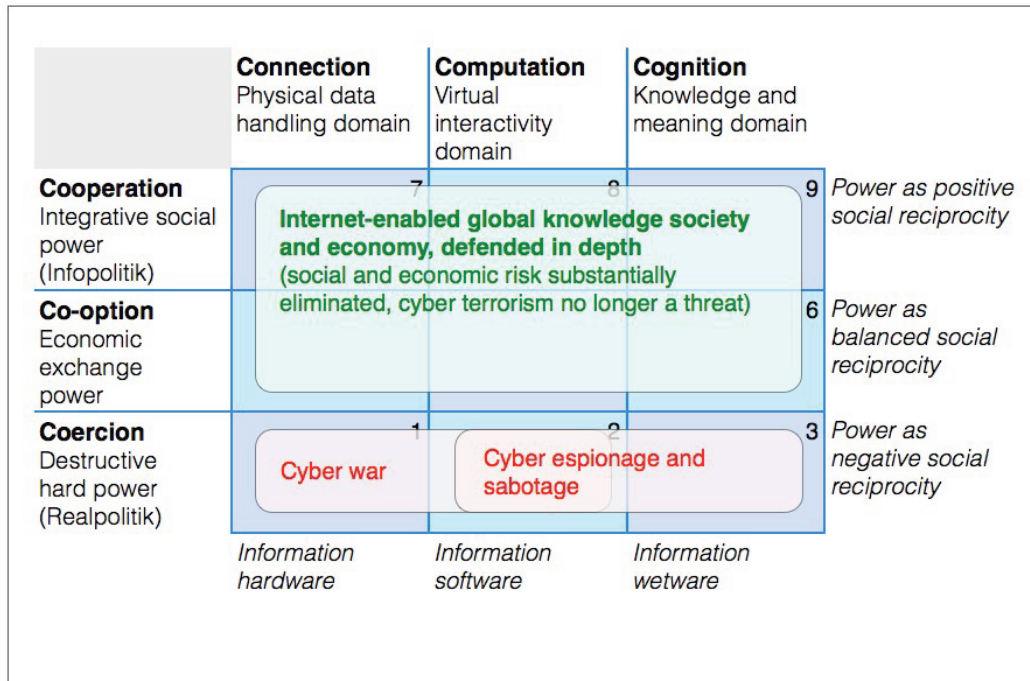 Connection
Physical data
handling domain
Computation
Virtual
interactivity
domain
Cognition
Knowledge and
meaning domain
Cooperation
Integrative social
power
(Infopolitik)
7
8
9
Internet-enabled global knowledge society
and economy, defended in depth
(social and economic risk substantially
eliminated, cyber terrorism no longer a threat)
Power as positive
social reciprocity
Co-option
Economic
exchange
power
6
Power as
balanced social
reciprocity
Coercion
Destructive
hard power
(Realpolitik)
1
2
3
Cyber war
Cyber espionage and
sabotage
Power as
negative social
reciprocity
Information
hardware
Information
software
Information
wetware